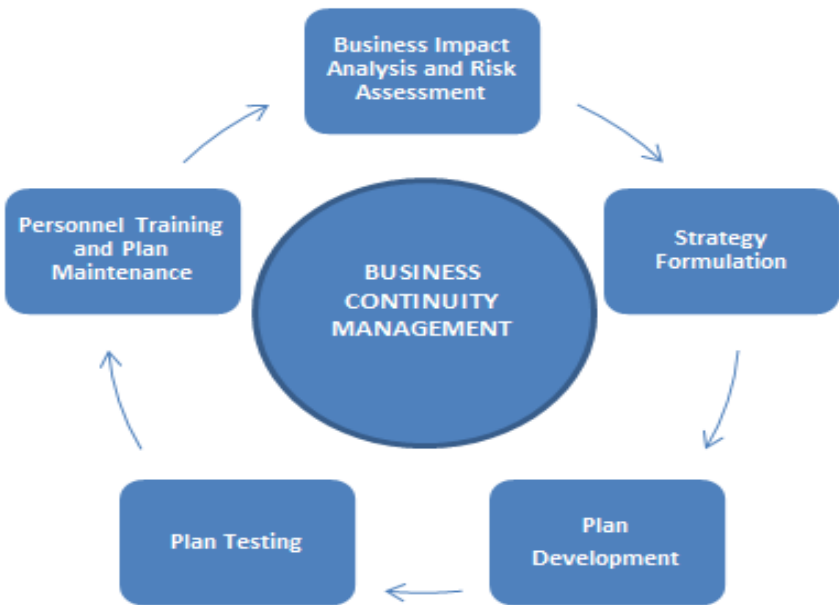 Business Impact
Analysis and Risk
Assessment
Strategy
Formulation
Plan
Development
Plan Testing
Personnel Training
and Plan
Maintenance
BUSINESS
CONTINUITY
MANAGEMENT